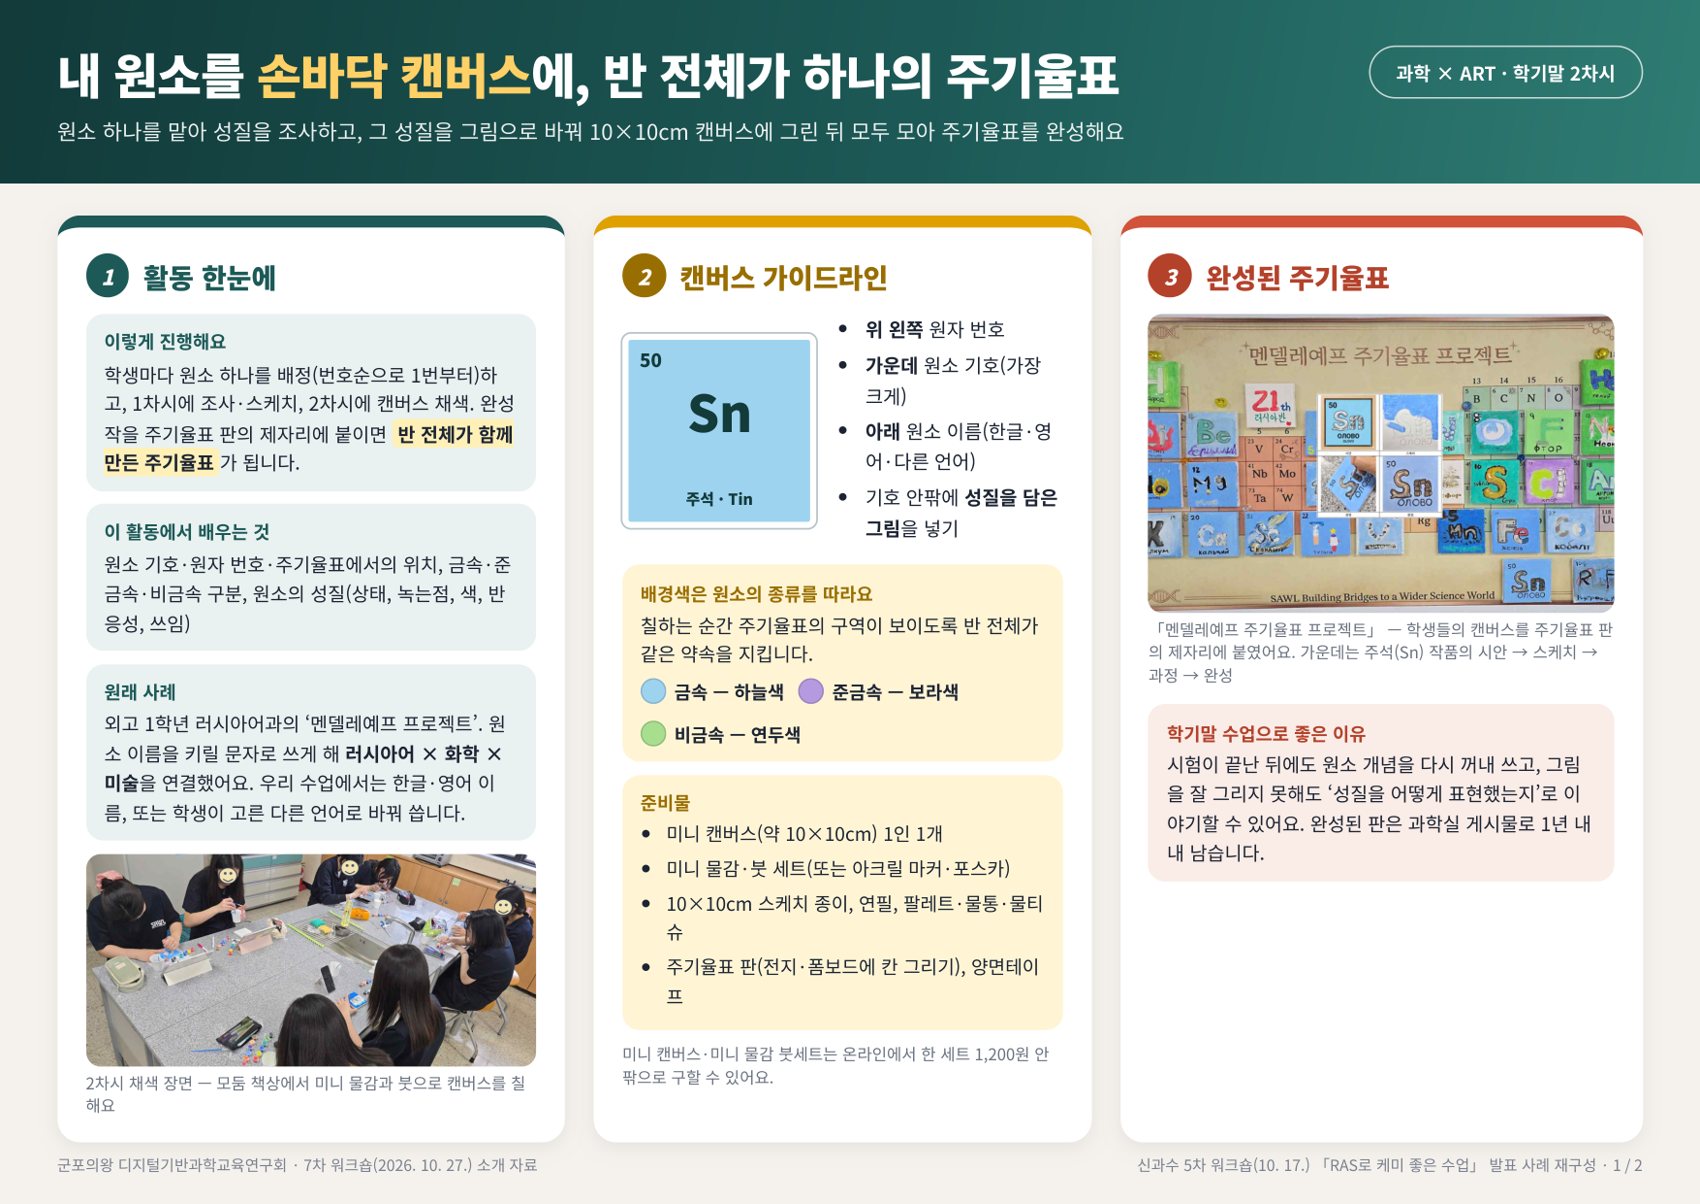 내 원소를 손바닥 캔버스에, 반 전체가 하나의 주기율표
과학 × ART · 학기말 2차시
원소 하나를 맡아 성질을 조사하고, 그 성질을 그림으로 바꿔 10×10cm 캔버스에 그린 뒤 모두 모아 주기율표를 완성해요
1 활동 한눈에
이렇게 진행해요
학생마다 원소 하나를 배정(번호순으로 1번부터)하
고, 1차시에 조사·스케치, 2차시에 캔버스 채색. 완성
작을 주기율표 판의 제자리에 붙이면 반 전체가 함께
만든 주기율표가 됩니다.
이 활동에서 배우는 것
원소 기호·원자 번호·주기율표에서의 위치, 금속·준
금속·비금속 구분, 원소의 성질(상태, 녹는점, 색, 반
응성, 쓰임)
원래 사례
외고 1학년 러시아어과의 ‘멘델레예프 프로젝트’. 원
소 이름을 키릴 문자로 쓰게 해 러시아어 × 화학 ×
미술을 연결했어요. 우리 수업에서는 한글·영어 이
름, 또는 학생이 고른 다른 언어로 바꿔 씁니다.
2차시 채색 장면 — 모둠 책상에서 미니 물감과 붓으로 캔버스를 칠
해요
2 캔버스 가이드라인
50
Sn
주석 · Tin
• 위 왼쪽 원자 번호
• 가운데 원소 기호(가장
크게)
• 아래 원소 이름(한글·영
어·다른 언어)
• 기호 안팎에 성질을 담은
그림을 넣기
배경색은 원소의 종류를 따라요
칠하는 순간 주기율표의 구역이 보이도록 반 전체가
같은 약속을 지킵니다.
금속 — 하늘색 준금속 — 보라색
비금속 — 연두색
준비물
• 미니 캔버스(약 10×10cm) 1인 1개
• 미니 물감·붓 세트(또는 아크릴 마커·포스카)
• 10×10cm 스케치 종이, 연필, 팔레트·물통·물티
슈
• 주기율표 판(전지·폼보드에 칸 그리기), 양면테이
프
미니 캔버스·미니 물감 붓세트는 온라인에서 한 세트 1,200원 안
팎으로 구할 수 있어요.
3 완성된 주기율표
멘델레예프 주기율표 프로젝트
13 14 15 16
B C N O
21th
러시아반
Be
V Cr
Nb Mo
Ta W
50 Sn ОЛОВО
50 Sn ОЛОВО
F ФТОР
12 Mg
S Cl
K Ca Кальций
Rg
Mn Fe Co
50 Sn ОЛОВО
SAWL Building Bridges to a Wider Science World
「멘델레예프 주기율표 프로젝트」 — 학생들의 캔버스를 주기율표 판
의 제자리에 붙였어요. 가운데는 주석(Sn) 작품의 시안 → 스케치 →
과정 → 완성
학기말 수업으로 좋은 이유
시험이 끝난 뒤에도 원소 개념을 다시 꺼내 쓰고, 그림
을 잘 그리지 못해도 ‘성질을 어떻게 표현했는지’로 이
야기할 수 있어요. 완성된 판은 과학실 게시물로 1년 내
내 남습니다.
군포의왕 디지털기반과학교육연구회 · 7차 워크숍(2026. 10. 27.) 소개 자료
신과수 5차 워크숍(10. 17.) 「RAS로 케미 좋은 수업」 발표 사례 재구성 · 1 / 2